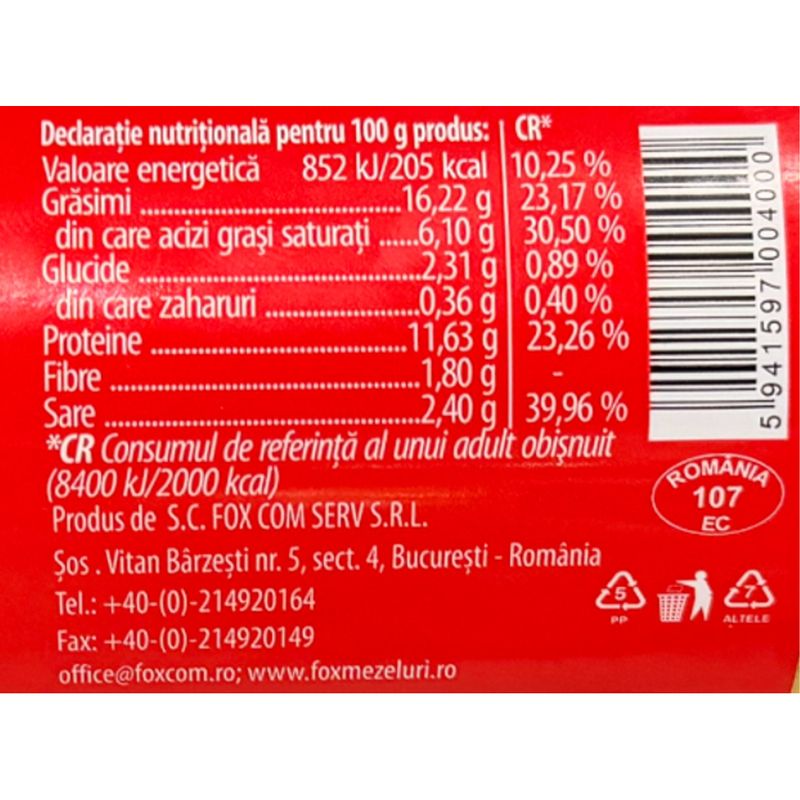 Declarație nutrițională pentru 100 g produs: CR*
Valoare energetică 852 kJ/205 kcal 10,25 %
Grăsimi ........................................ 16,22 g 23,17 %
din care acizi grași saturați ......6,10 g 30,50 %
Glucide ...........................................2,31 g 0,89 %
din care zaharuri .......................0,36 g 0,40 %
Proteine .......................................11,63 g 23,26 %
Fibre ...............................................1,80 g -
Sare ................................................2,40 g 39,96 %
*CR Consumul de referință al unui adult obișnuit
(8400 kJ/2000 kcal)
Produs de S.C. FOX COM SERV S.R.L.
Șos . Vitan Bârzești nr. 5, sect. 4, București - România
Tel.: +40-(0)-214920164
Fax: +40-(0)-214920149
office@foxcom.ro; www.foxmezeluri.ro
5 941597 004000
ROMÂNIA
107
EC
5
PP
7
ALTELE